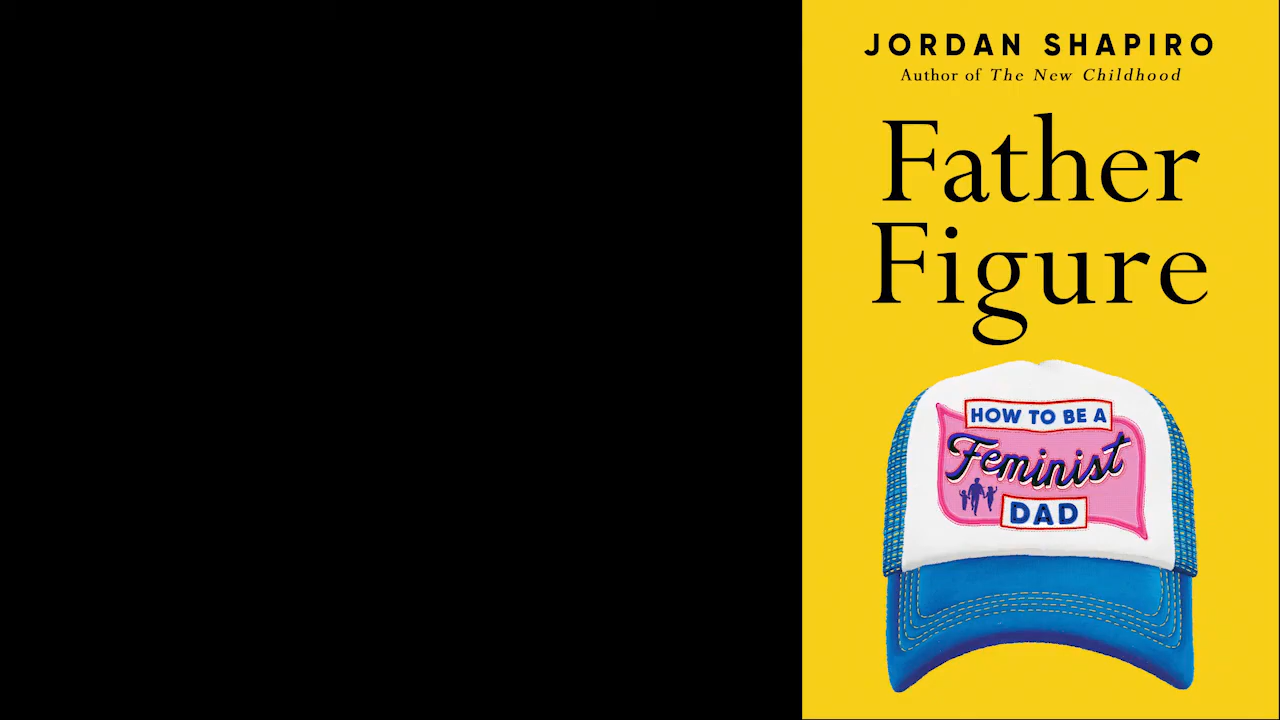 JORDAN SHAPIRO
Author of The New Childhood
Father
Figure
HOW TO BE A
Feminist
DAD